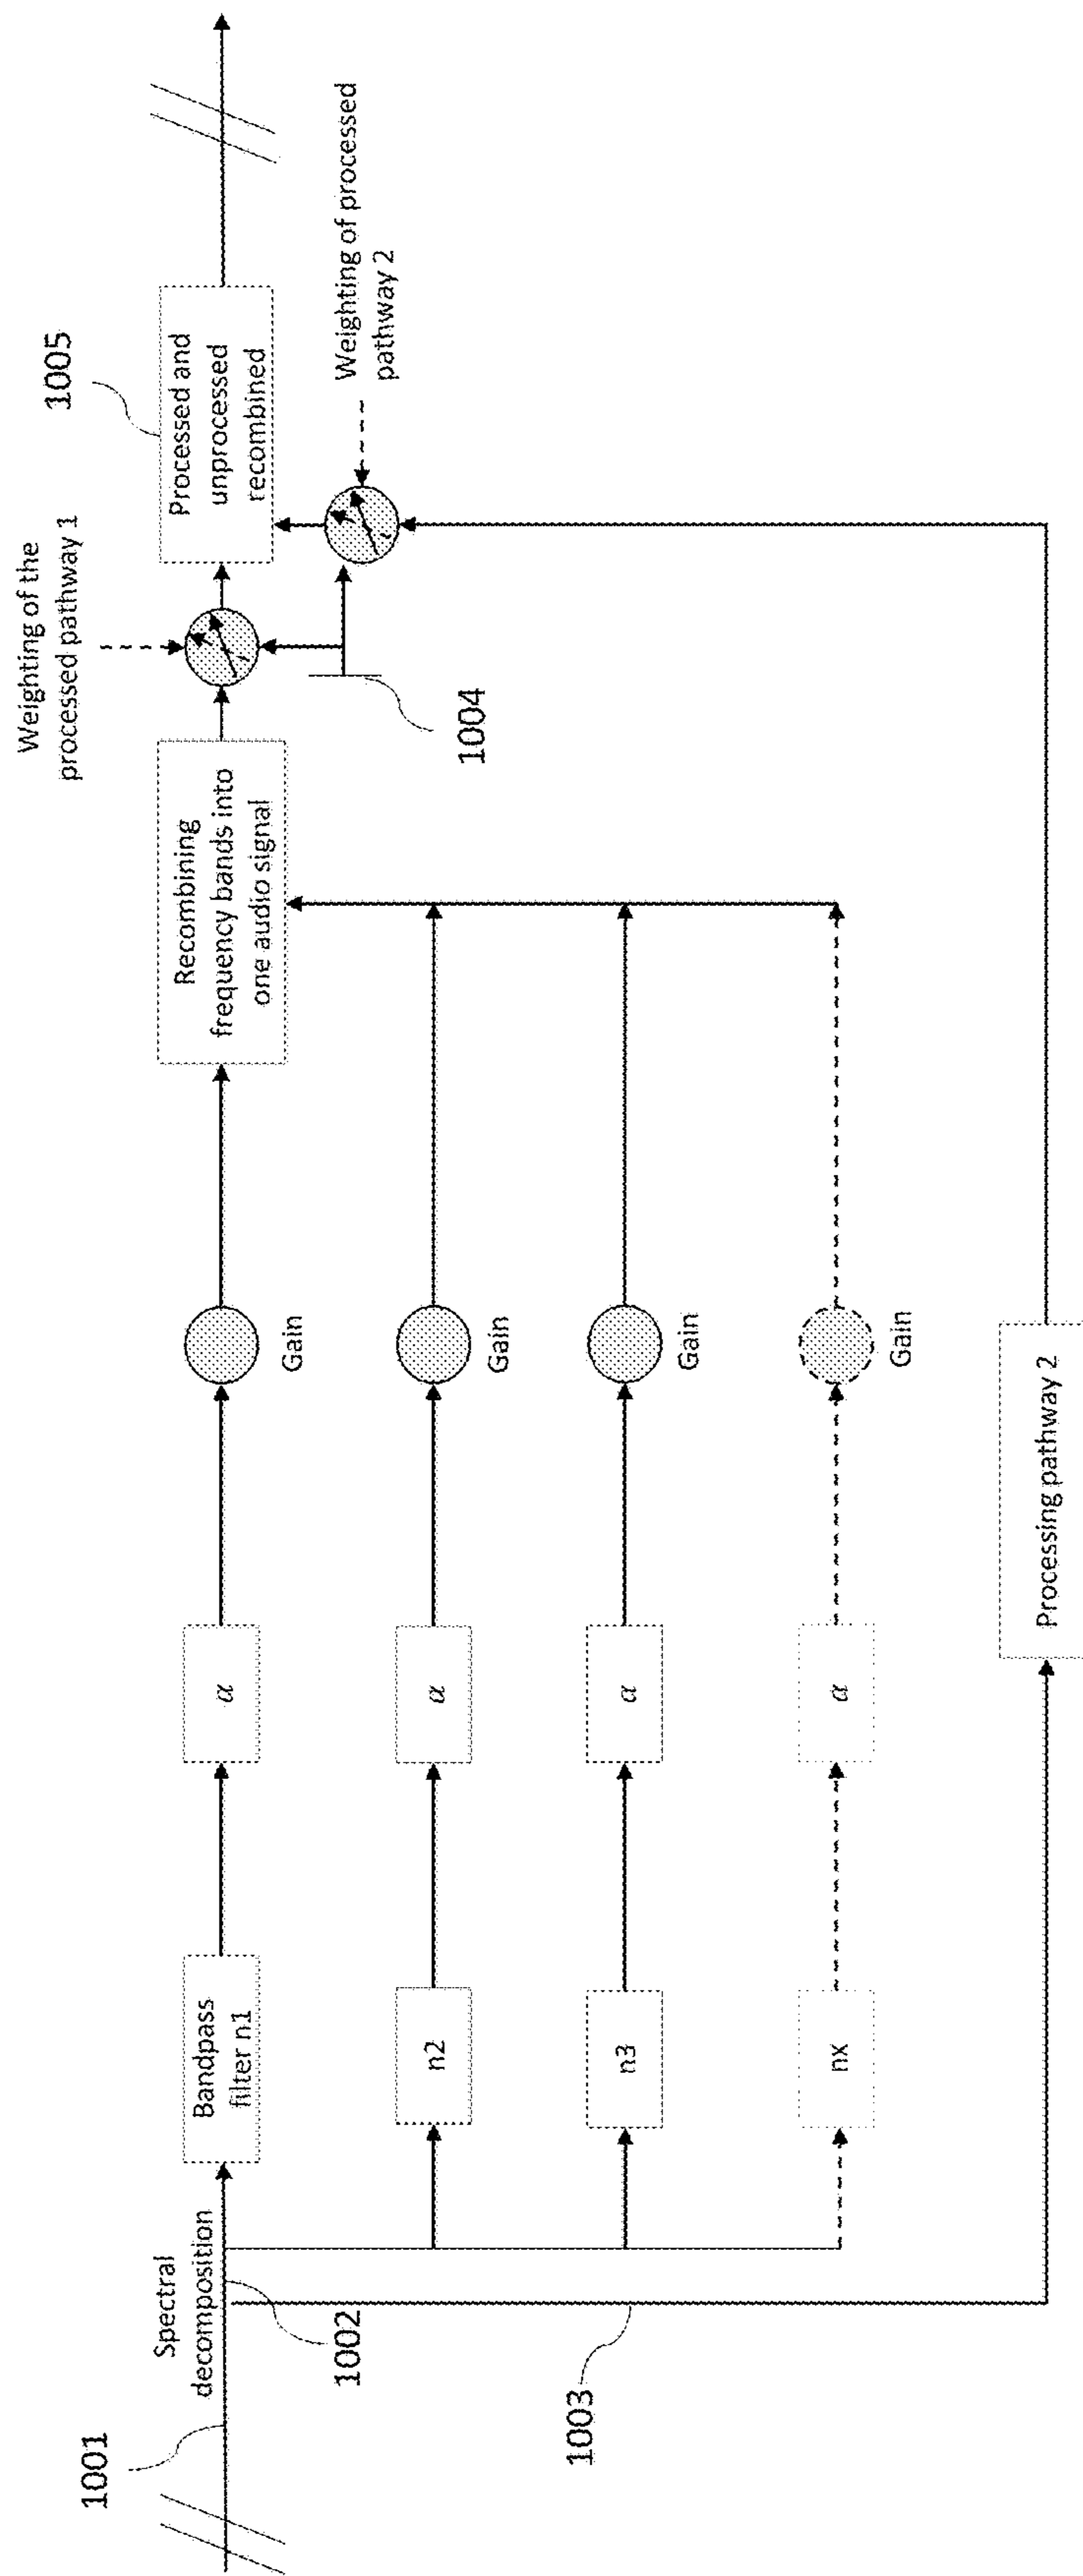 1001
Spectral
decomposition
1002
1003
Bandpass
filter n1
n2
n3
nx
α
α
α
α
Gain
Gain
Gain
Gain
Processing pathway 2
Recombining
frequency bands into
one audio signal
Weighting of the
processed pathway 1
1004
Processed and
unprocessed
recombined
1005
Weighting of processed
pathway 2